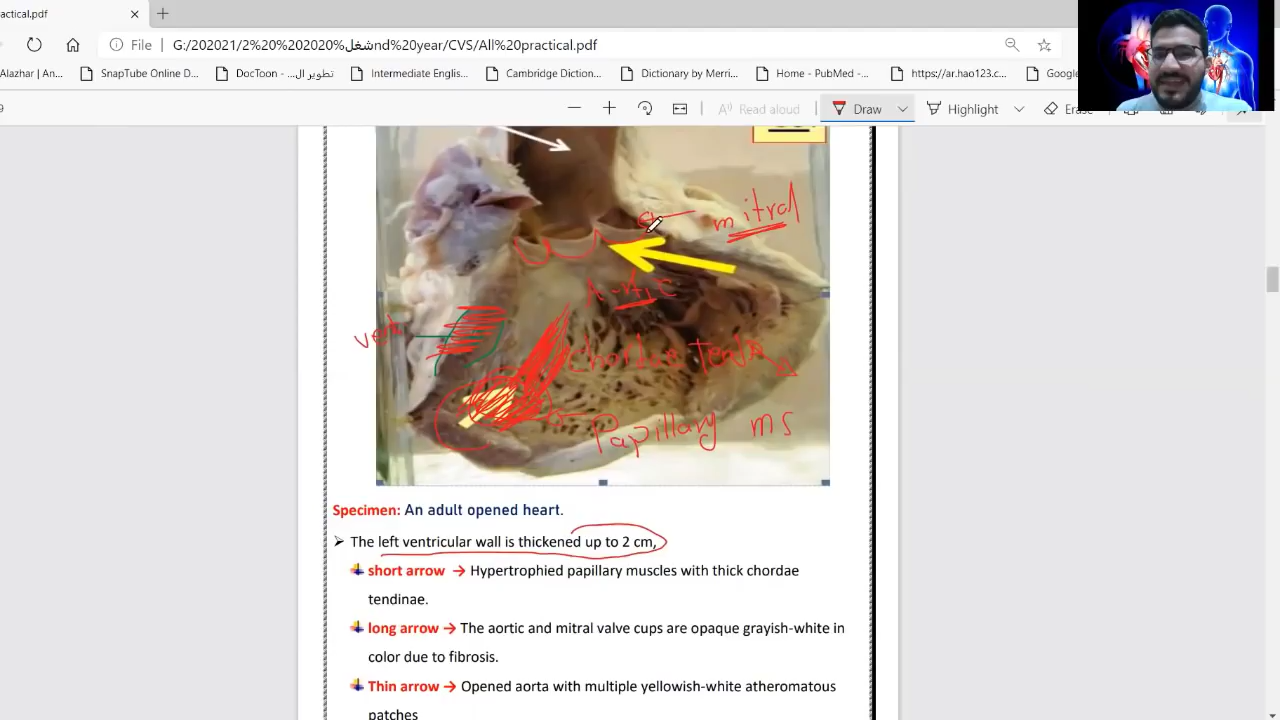 actical.pdf
File G:/202021/2%20%202020%شغل20nd%20year/CVS/All%20practical.pdf
Alazhar | An... SnapTube Online D... DocToon - ...تطوير ال Intermediate Englis... Cambridge Diction... Dictionary by Merri... Home - PubMed - ... https://ar.hao123.c... Goog
9 Read aloud Draw Highlight Erase
mitral
chordae tend
Papillary ms
Specimen: An adult opened heart.
➢ The left ventricular wall is thickened up to 2 cm,
short arrow → Hypertrophied papillary muscles with thick chordae
tendinae.
long arrow → The aortic and mitral valve cups are opaque grayish-white in
color due to fibrosis.
Thin arrow → Opened aorta with multiple yellowish-white atheromatous
patches